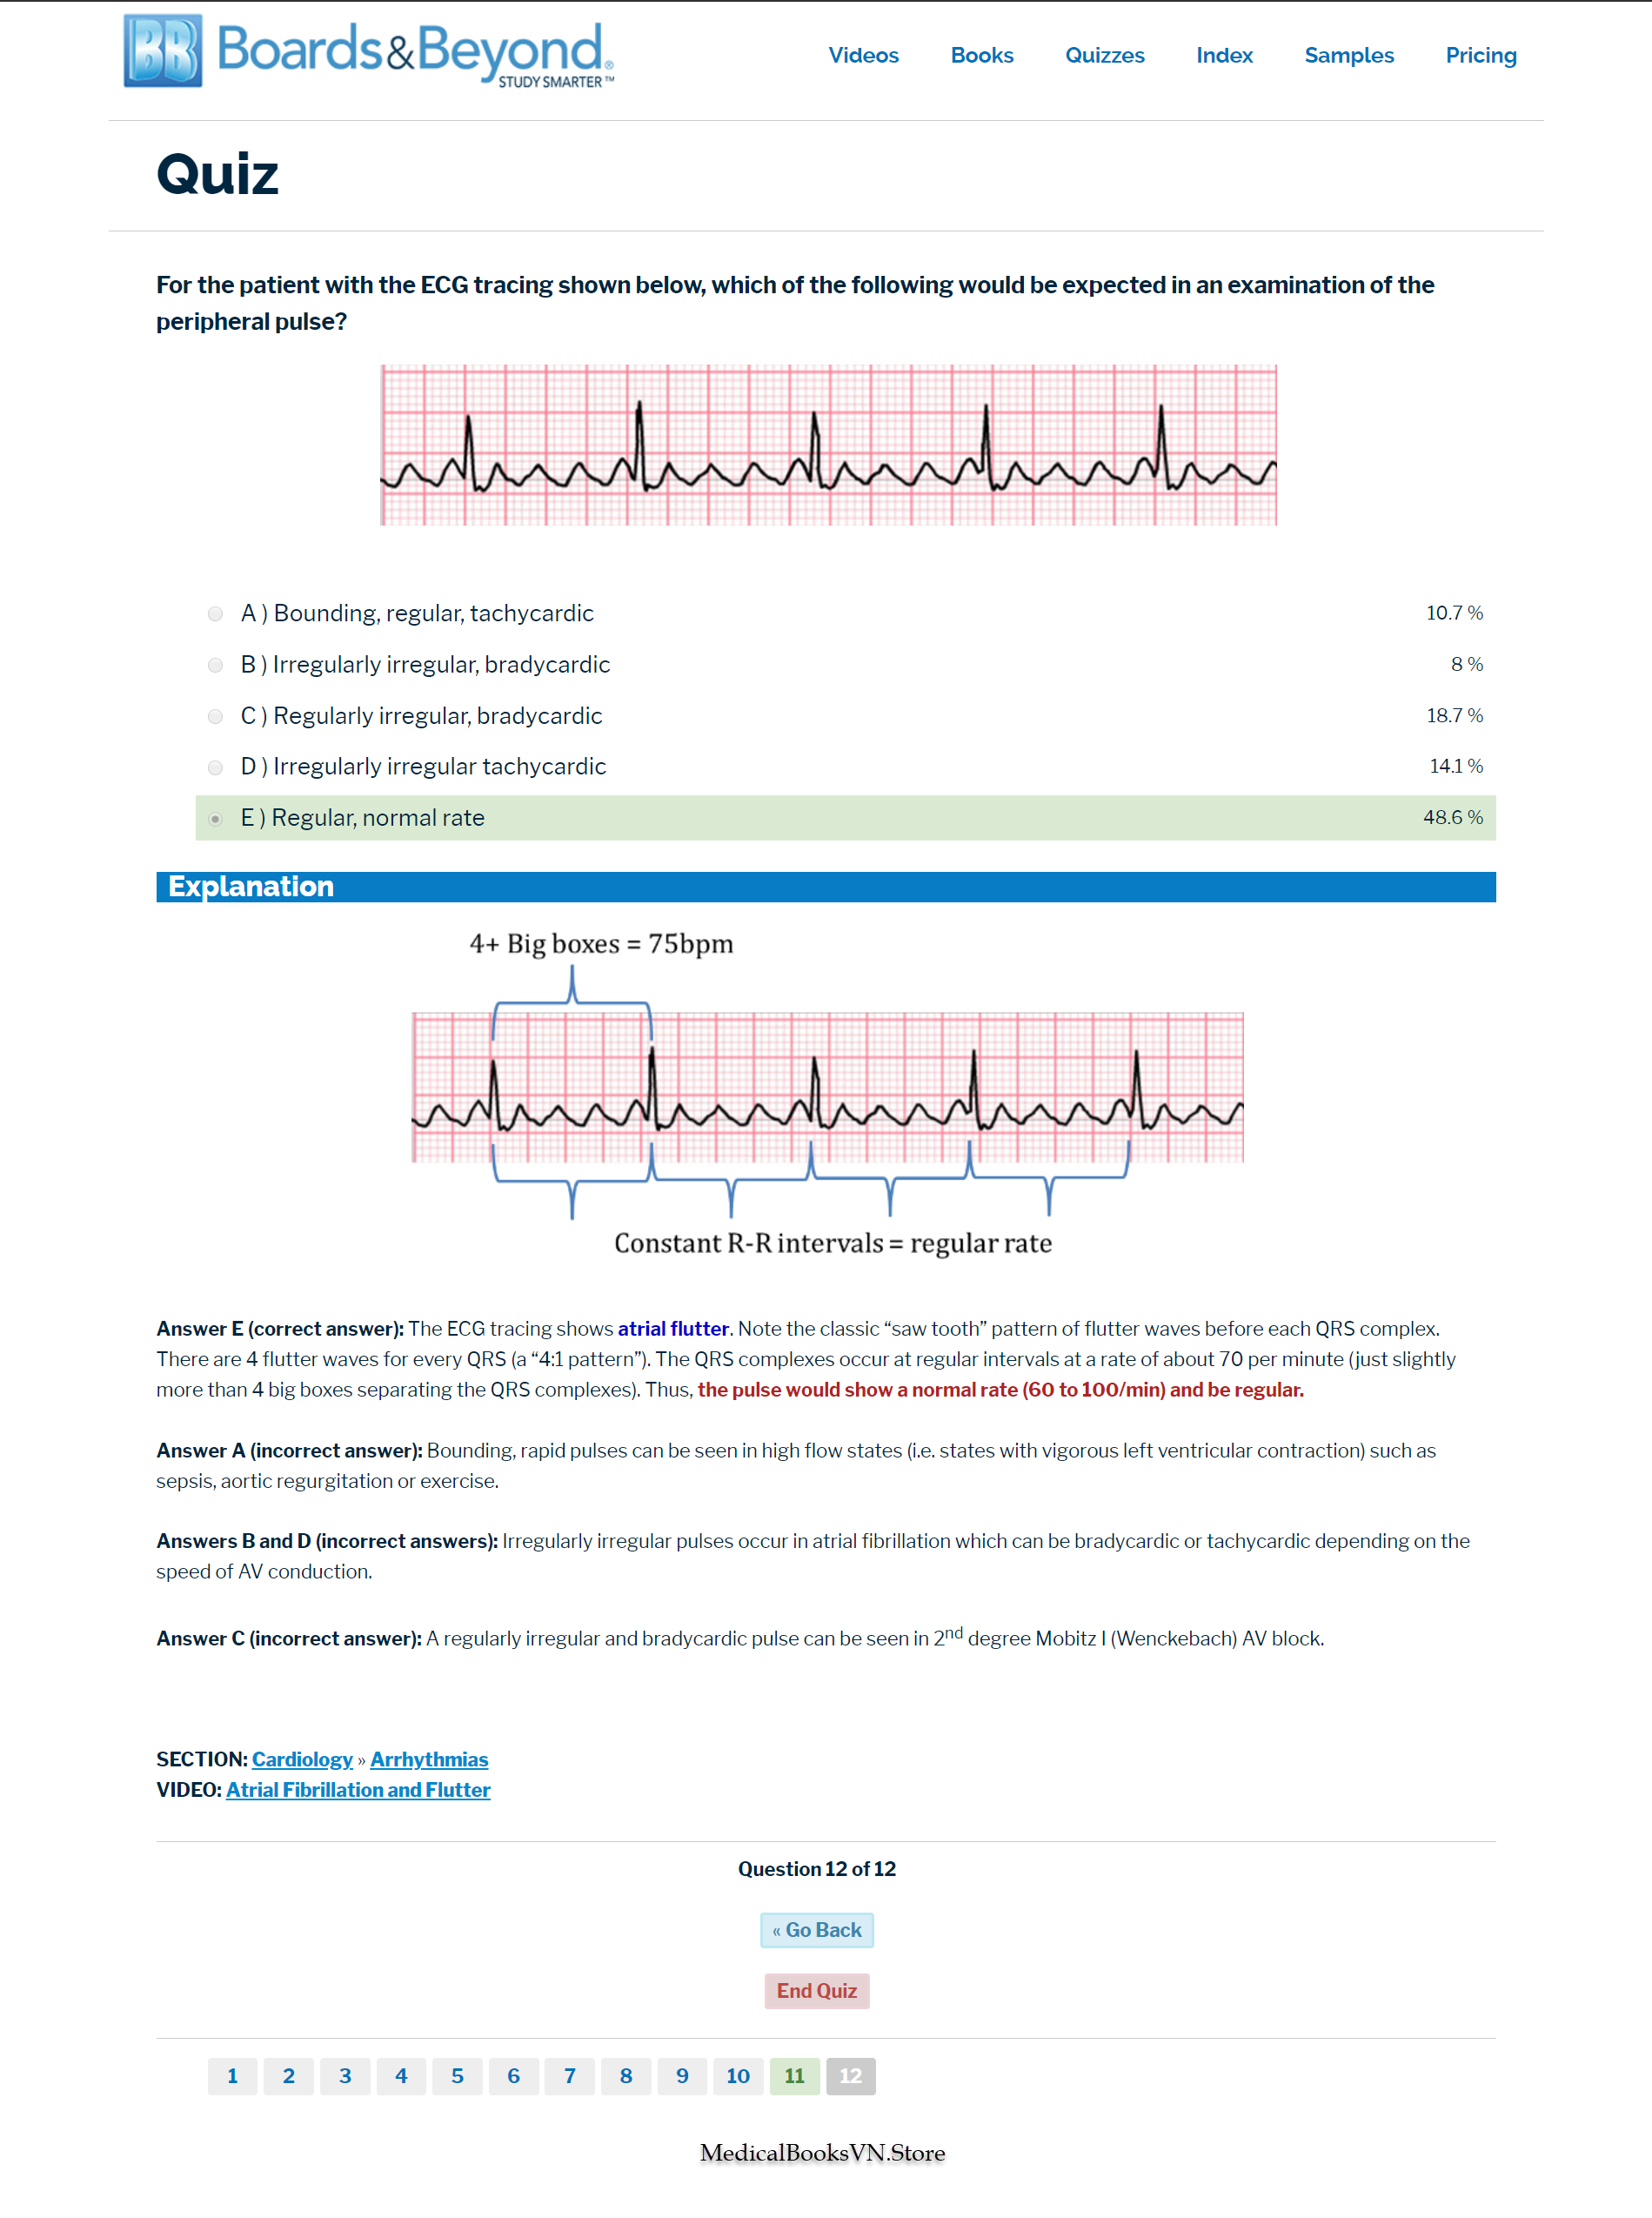 BB Boards&Beyond®
STUDY SMARTER™
Videos Books Quizzes Index Samples Pricing
Quiz
For the patient with the ECG tracing shown below, which of the following would be expected in an examination of the
peripheral pulse?
A ) Bounding, regular, tachycardic 10.7 %
B ) Irregularly irregular, bradycardic 8 %
C ) Regularly irregular, bradycardic 18.7 %
D ) Irregularly irregular tachycardic 14.1 %
E ) Regular, normal rate 48.6 %
Explanation
4+ Big boxes = 75bpm
Constant R-R intervals = regular rate
Answer E (correct answer): The ECG tracing shows atrial flutter. Note the classic “saw tooth” pattern of flutter waves before each QRS complex.
There are 4 flutter waves for every QRS (a “4:1 pattern”). The QRS complexes occur at regular intervals at a rate of about 70 per minute (just slightly
more than 4 big boxes separating the QRS complexes). Thus, the pulse would show a normal rate (60 to 100/min) and be regular.
Answer A (incorrect answer): Bounding, rapid pulses can be seen in high flow states (i.e. states with vigorous left ventricular contraction) such as
sepsis, aortic regurgitation or exercise.
Answers B and D (incorrect answers): Irregularly irregular pulses occur in atrial fibrillation which can be bradycardic or tachycardic depending on the
speed of AV conduction.
Answer C (incorrect answer): A regularly irregular and bradycardic pulse can be seen in 2nd degree Mobitz I (Wenckebach) AV block.
SECTION: Cardiology » Arrhythmias
VIDEO: Atrial Fibrillation and Flutter
Question 12 of 12
« Go Back
End Quiz
1 2 3 4 5 6 7 8 9 10 11 12
MedicalBooksVN.Store